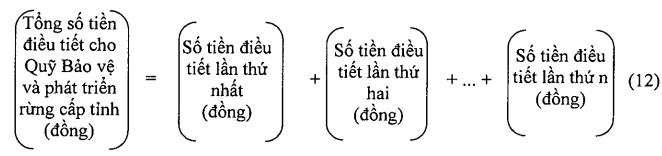 Tổng số tiền
điều tiết cho
Quỹ Bảo vệ
và phát triển
rừng cấp tỉnh
(đồng)
=
Số tiền điều
tiết lần thứ
nhất
(đồng)
+
Số tiền điều
tiết lần thứ
hai
(đồng)
+ ... +
Số tiền điều
tiết lần thứ n
(đồng)
(12)